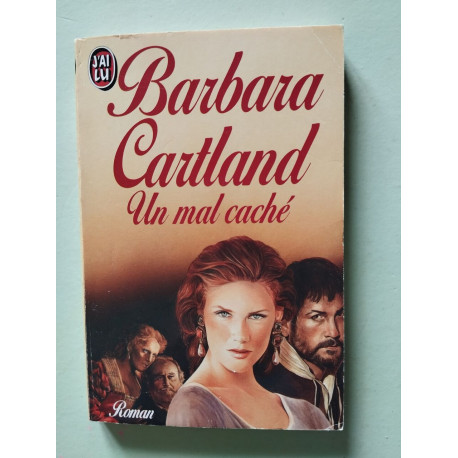 J'AI
LU
Barbara
Cartland
Un mal caché
Roman